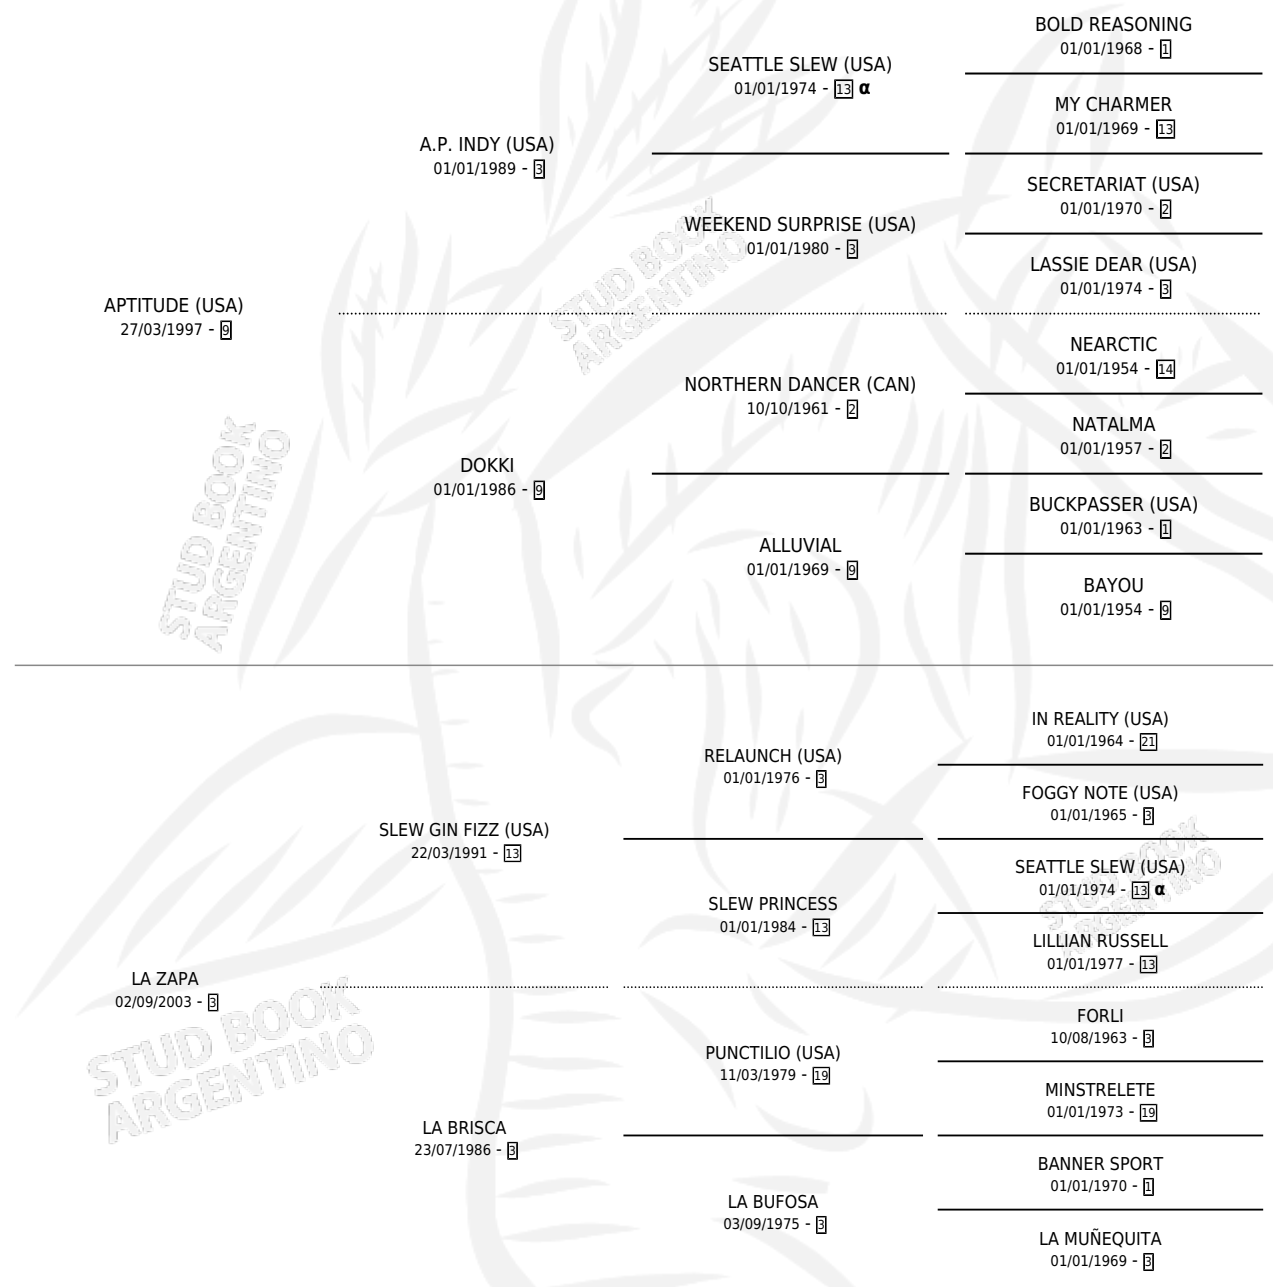 BOLD REASONING
01/01/1968 - 1
SEATTLE SLEW (USA)
01/01/1974 - 13 α
MY CHARMER
01/01/1969 - 13
A.P. INDY (USA)
01/01/1989 - 3
SECRETARIAT (USA)
01/01/1970 - 2
WEEKEND SURPRISE (USA)
01/01/1980 - 3
LASSIE DEAR (USA)
01/01/1974 - 3
APTITUDE (USA)
27/03/1997 - 9
NEARCTIC
01/01/1954 - 14
NORTHERN DANCER (CAN)
10/10/1961 - 2
NATALMA
01/01/1957 - 2
DOKKI
01/01/1986 - 9
BUCKPASSER (USA)
01/01/1963 - 1
ALLUVIAL
01/01/1969 - 9
BAYOU
01/01/1954 - 9
IN REALITY (USA)
01/01/1964 - 21
RELAUNCH (USA)
01/01/1976 - 3
FOGGY NOTE (USA)
01/01/1965 - 3
SLEW GIN FIZZ (USA)
22/03/1991 - 13
SEATTLE SLEW (USA)
01/01/1974 - 13 α
SLEW PRINCESS
01/01/1984 - 13
LILLIAN RUSSELL
01/01/1977 - 13
LA ZAPA
02/09/2003 - 3
FORLI
10/08/1963 - 3
PUNCTILIO (USA)
11/03/1979 - 19
MINSTRELETE
01/01/1973 - 19
LA BRISCA
23/07/1986 - 3
BANNER SPORT
01/01/1970 - 1
LA BUFOSA
03/09/1975 - 3
LA MUÑEQUITA
01/01/1969 - 3
STUD BOOK
ARGENTINO
STUD BOOK
ARGENTINO
STUD BOOK
ARGENTINO
STUD BOOK
ARGENTINO